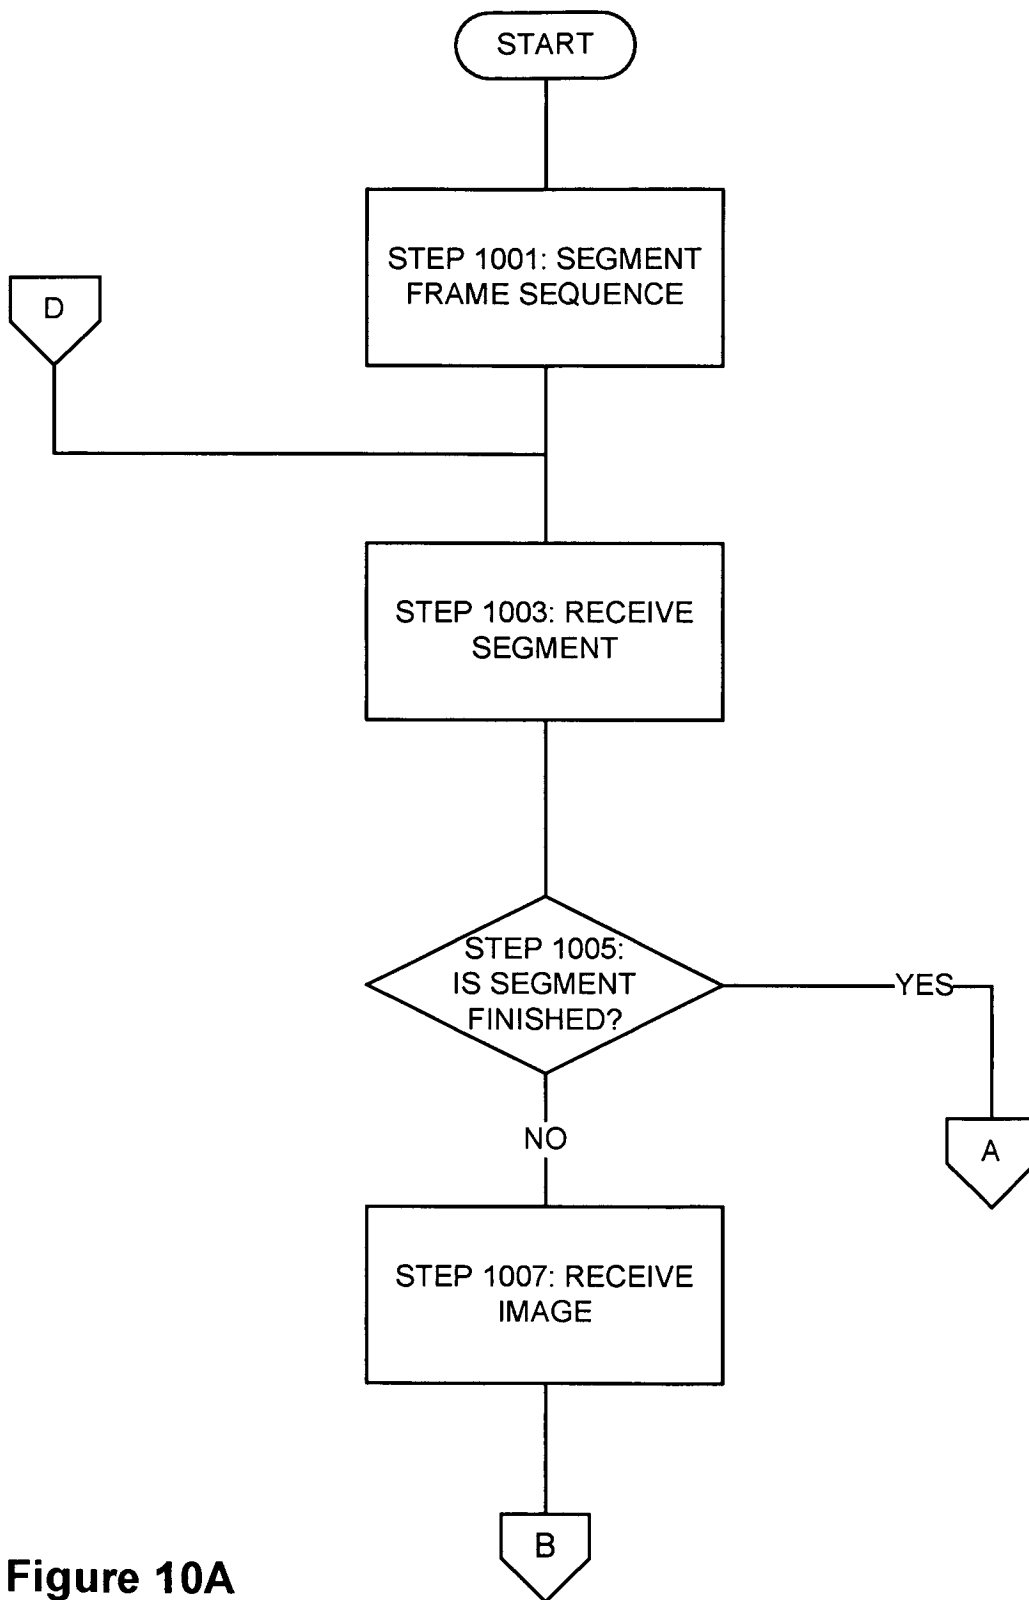 START
STEP 1001: SEGMENT
FRAME SEQUENCE
D
STEP 1003: RECEIVE
SEGMENT
STEP 1005:
IS SEGMENT
FINISHED?
YES
A
NO
STEP 1007: RECEIVE
IMAGE
B
Figure 10A